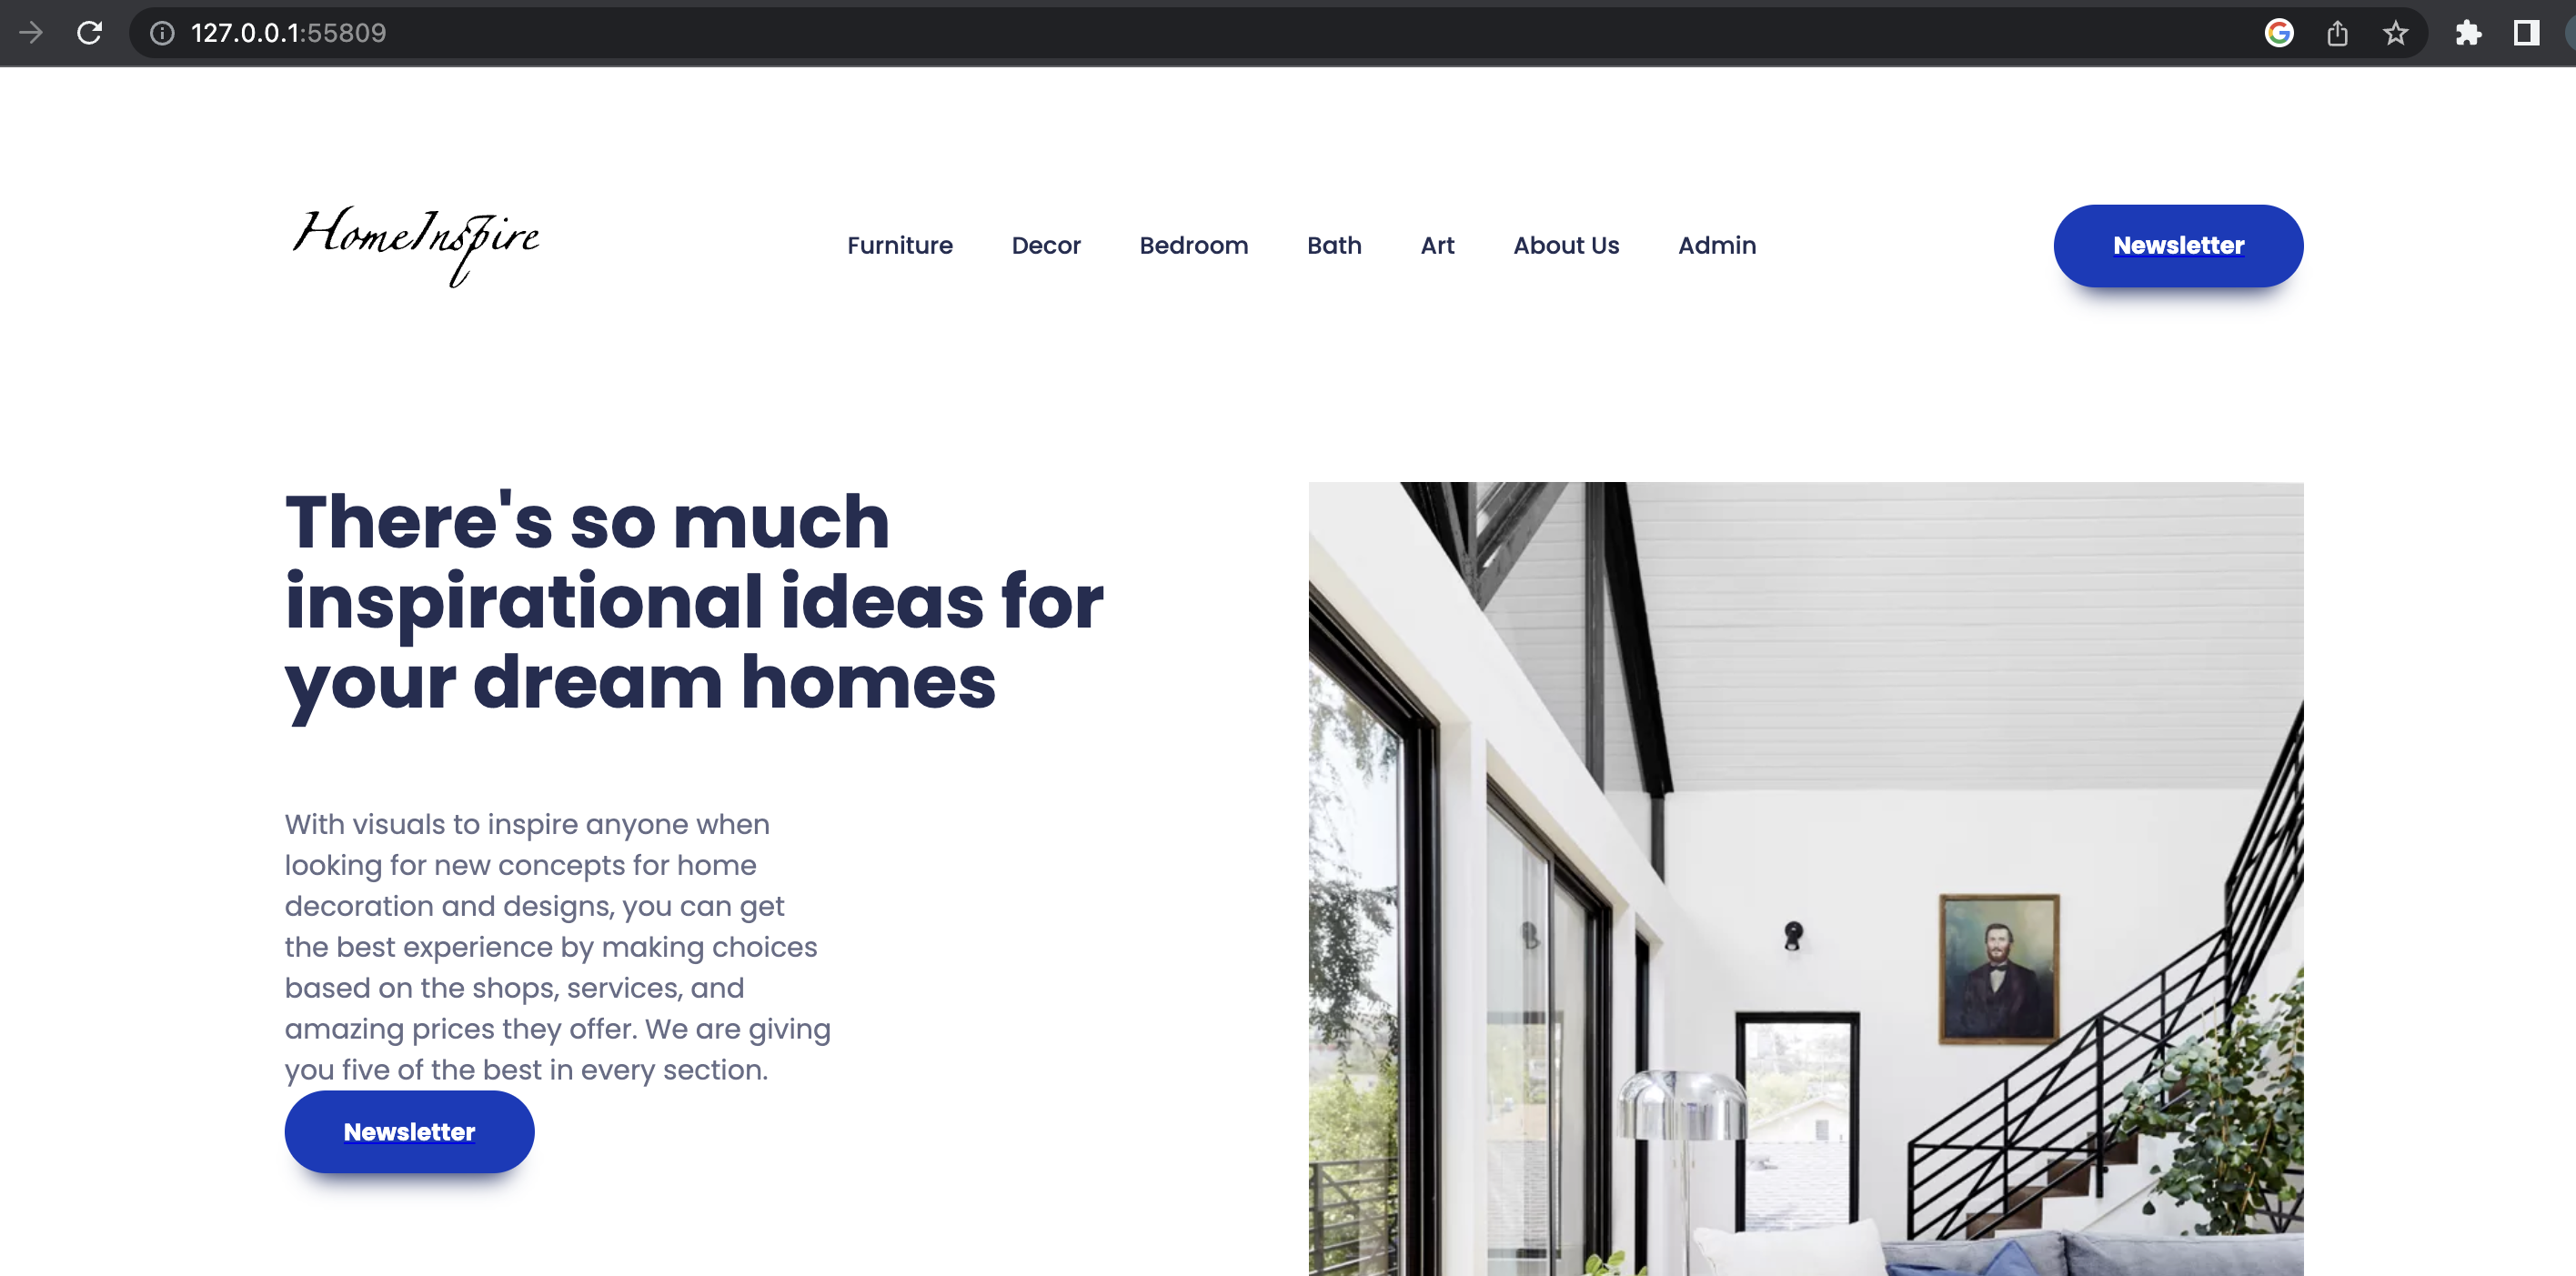 127.0.0.1:55809
HomeInspire
Furniture Decor Bedroom Bath Art About Us Admin
Newsletter
There's so much
inspirational ideas for
your dream homes
With visuals to inspire anyone when
looking for new concepts for home
decoration and designs, you can get
the best experience by making choices
based on the shops, services, and
amazing prices they offer. We are giving
you five of the best in every section.
Newsletter